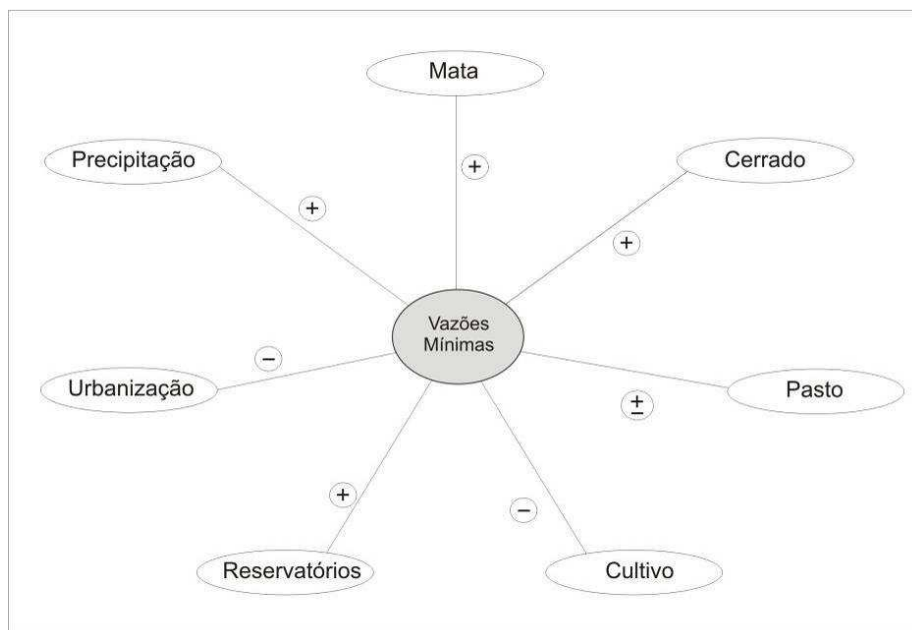 Mata
Precipitação
Cerrado
+
+
+
Vazões
Mínimas
−
Urbanização
Pasto
±
+
−
Reservatórios
Cultivo